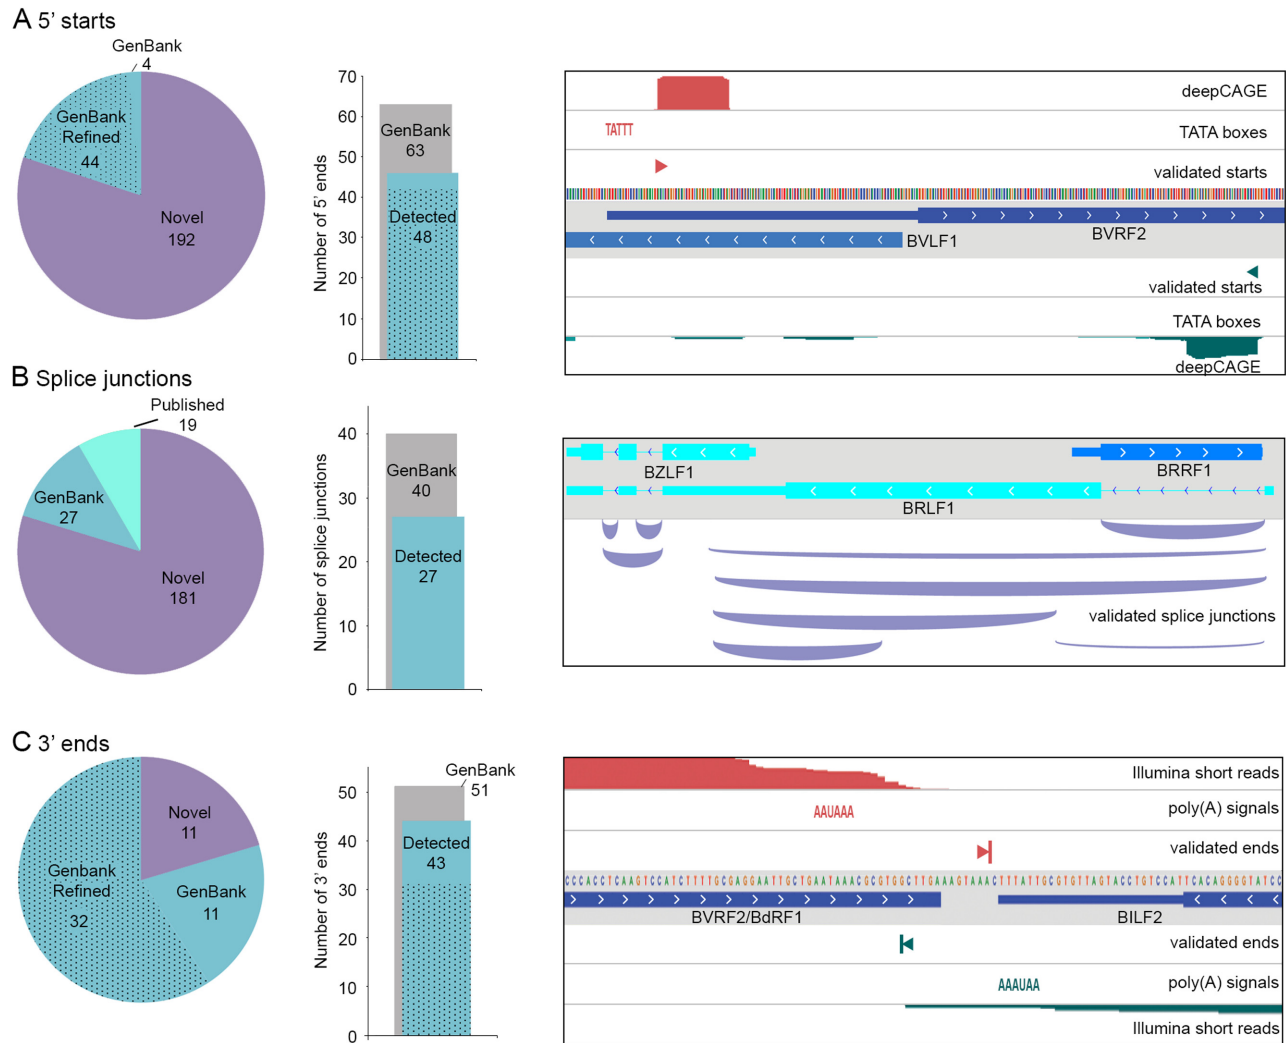 A 5' starts
GenBank
4
GenBank
Refined
44
Novel
192
Number of 5' ends
70
60
50
40
30
20
10
0
GenBank
63
Detected
48
deepCAGE
TATTT
TATA boxes
validated starts
BVRF2
BVLF1
validated starts
TATA boxes
deepCAGE
B Splice junctions
Published
19
GenBank
27
Novel
181
Number of splice junctions
40
30
20
10
0
GenBank
40
Detected
27
BZLF1
BRRF1
BRLF1
validated splice junctions
C 3' ends
Novel
11
Genbank
Refined
32
GenBank
11
Number of 3' ends
50
40
30
20
10
0
GenBank
51
Detected
43
Illumina short reads
AAUAAA
poly(A) signals
validated ends
CCCACCTCAAGTCCATCTTTTGCGAGGAATTGCTGAATAAACGCGTGGCTTGAAAGTAAACTTTATTGCGTGTTAGTACCTGTCCATTCACAGGGGTATCC
BVRF2/BdRF1
BILF2
validated ends
AAAUAA
poly(A) signals
Illumina short reads